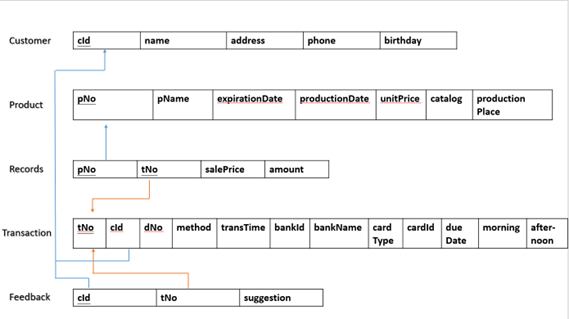 Customer cId name address phone birthday
Product pNo pName expirationDate productionDate unitPrice catalog production
Place
Records pNo tNo salePrice amount
Transaction tNo cId dNo method transTime bankId bankName card cardId due morning after-
Type Date noon
Feedback cId tNo suggestion